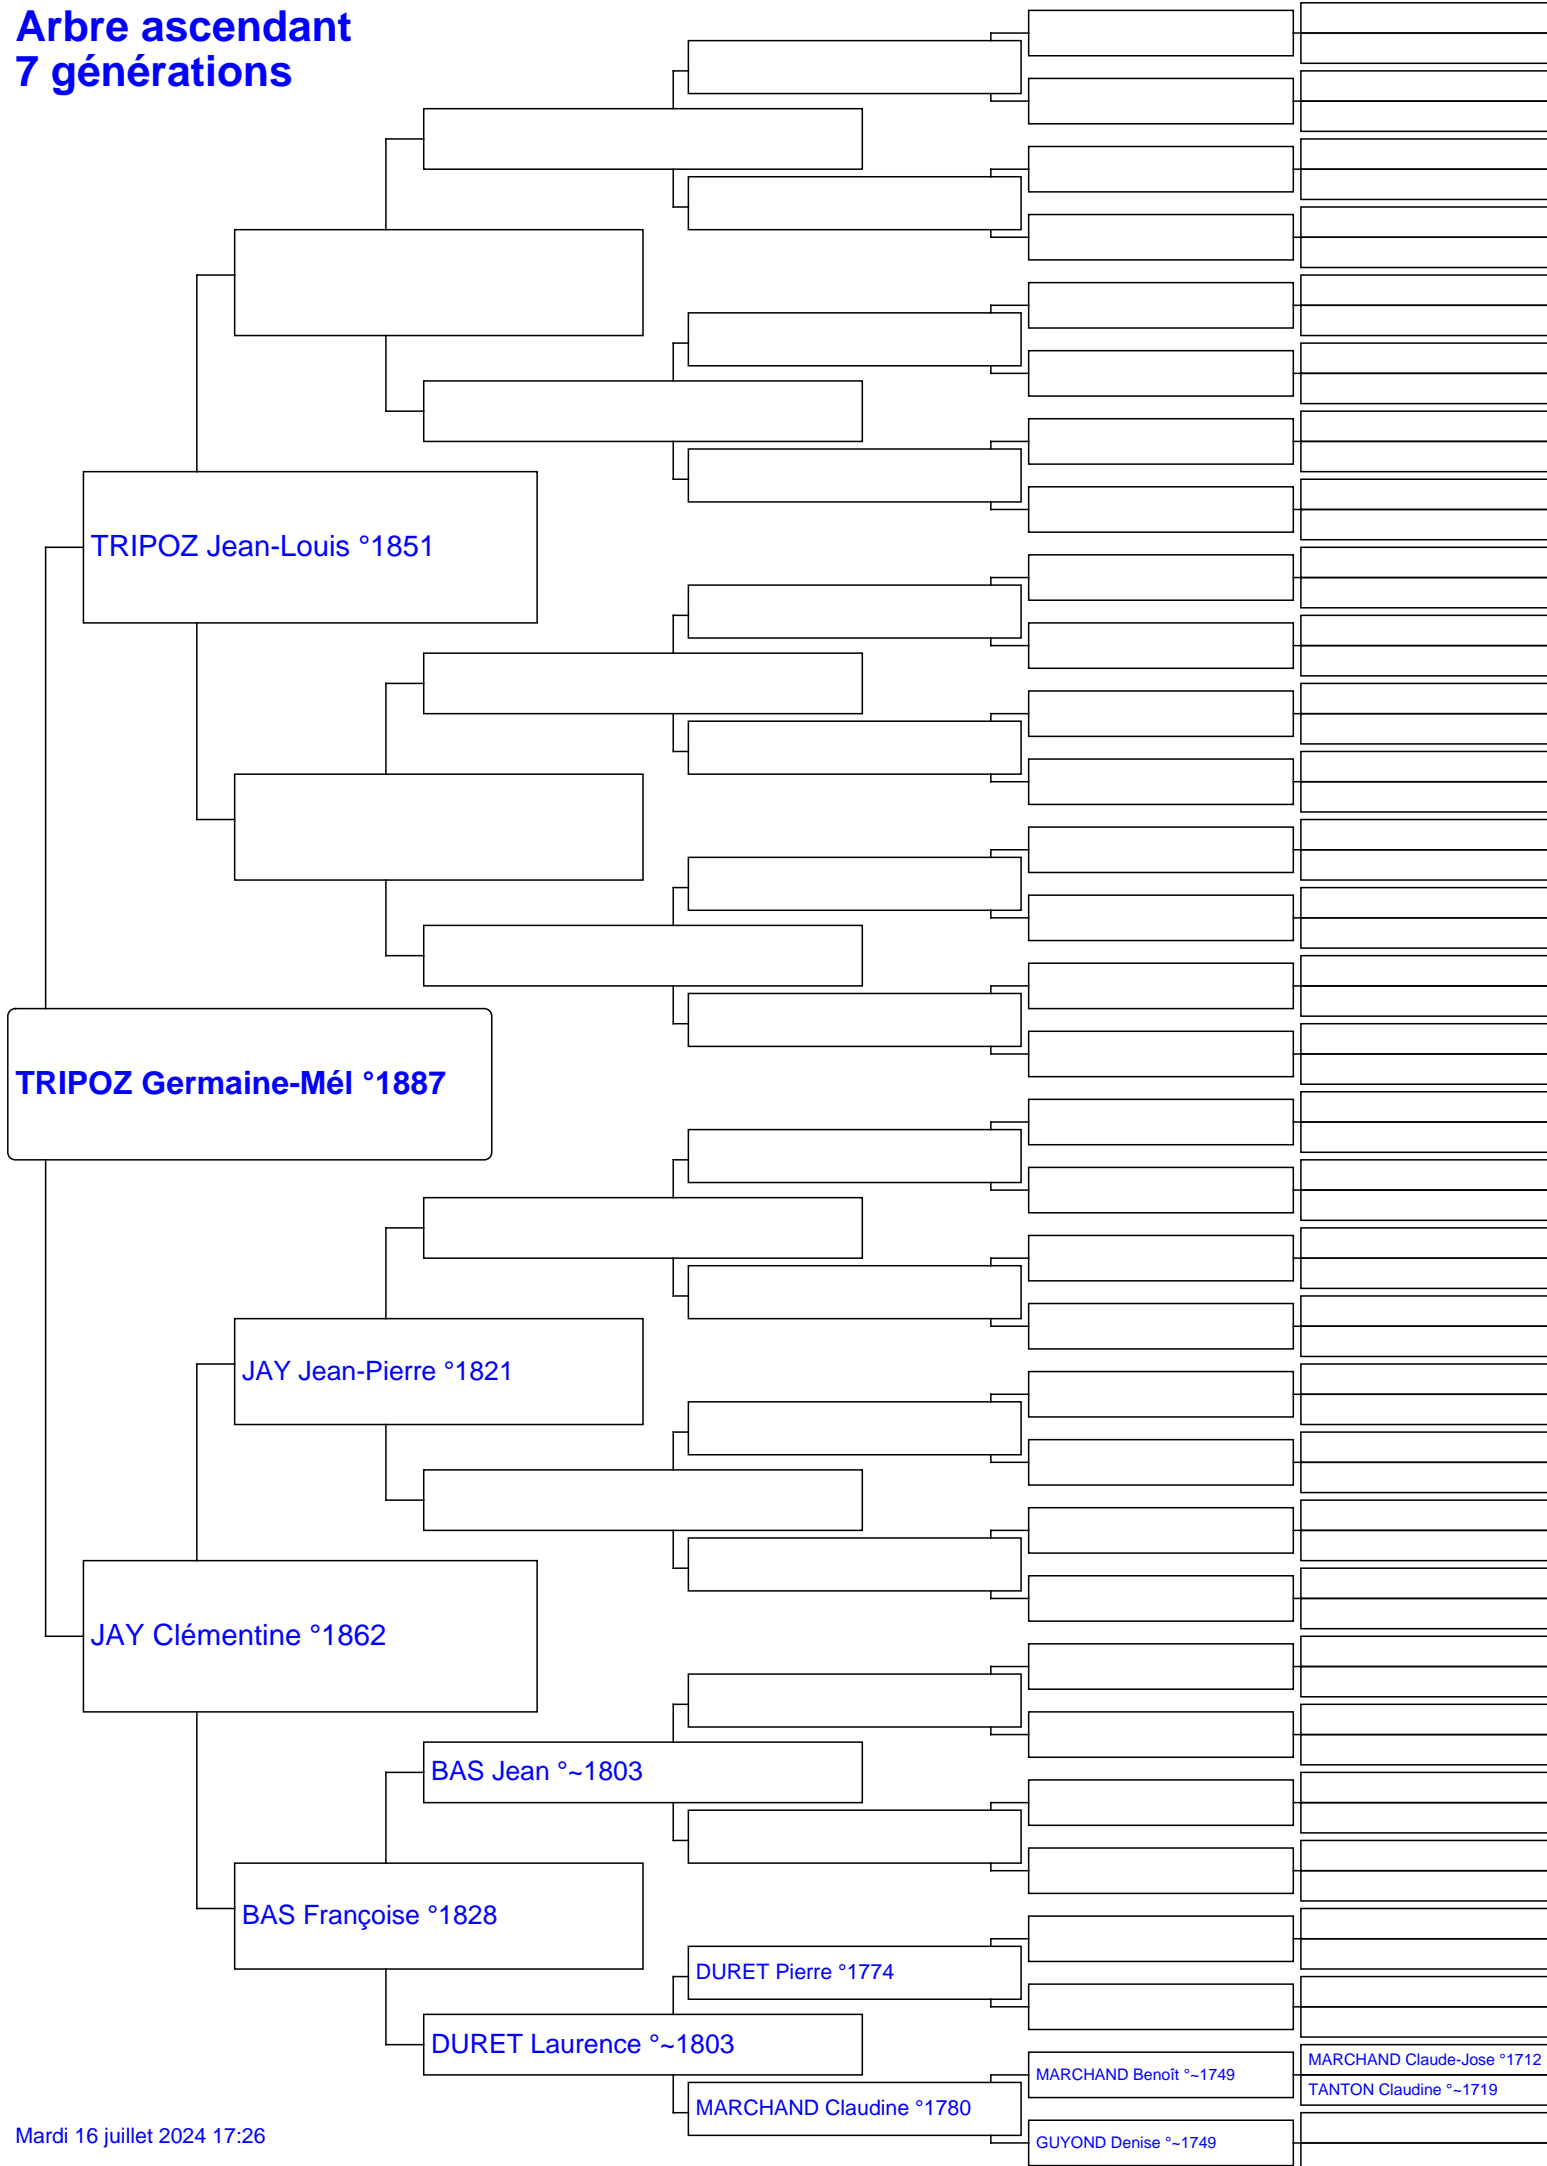 Arbre ascendant
7 générations
TRIPOZ Jean-Louis °1851
TRIPOZ Germaine-Mél °1887
JAY Jean-Pierre °1821
JAY Clémentine °1862
BAS Jean °~1803
BAS Françoise °1828
DURET Pierre °1774
DURET Laurence °~1803
MARCHAND Claude-Jose °1712
MARCHAND Benoît °~1749
TANTON Claudine °~1719
MARCHAND Claudine °1780
GUYOND Denise °~1749
Mardi 16 juillet 2024 17:26